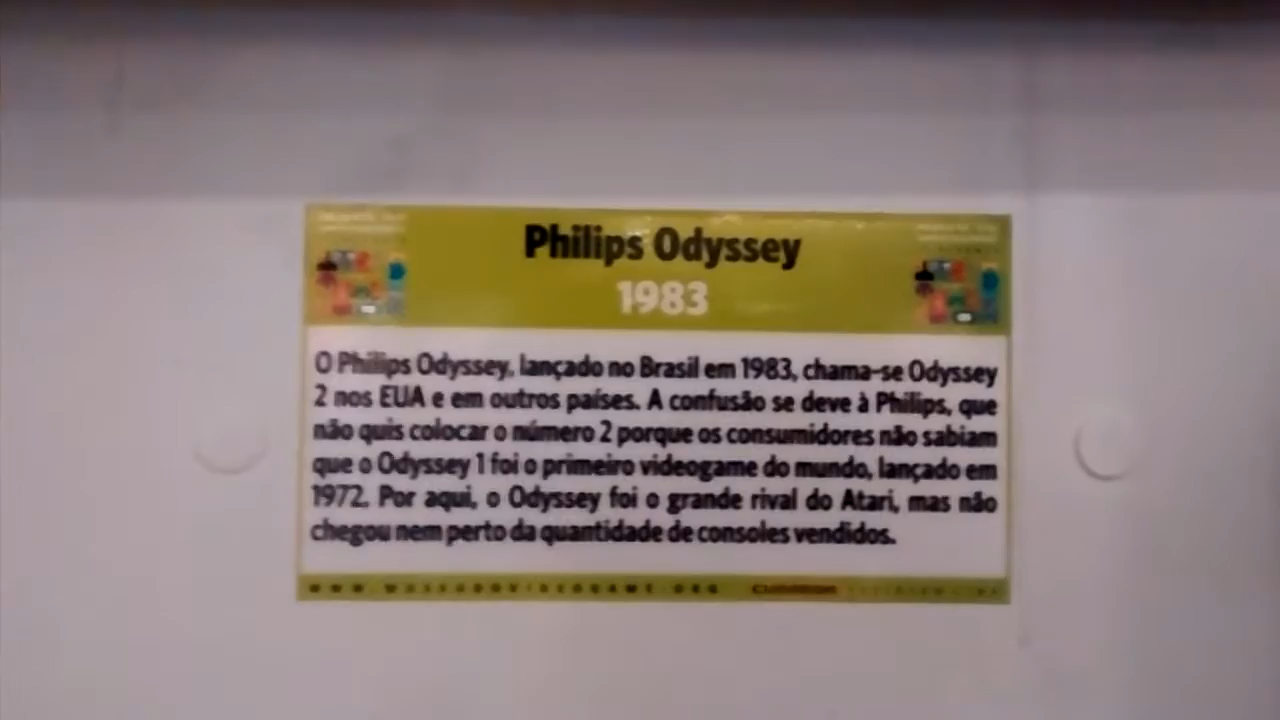 Philips Odyssey
1983
O Philips Odyssey, lançado no Brasil em 1983, chama-se Odyssey
2 nos EUA e em outros países. A confusão se deve à Philips, que
não quis colocar o número 2 porque os consumidores não sabiam
que o Odyssey 1 foi o primeiro videogame do mundo, lançado em
1972. Por aqui, o Odyssey foi o grande rival do Atari, mas não
chegou nem perto da quantidade de consoles vendidos.
WWW.MUSEUDOVIDEOGAME.ORG